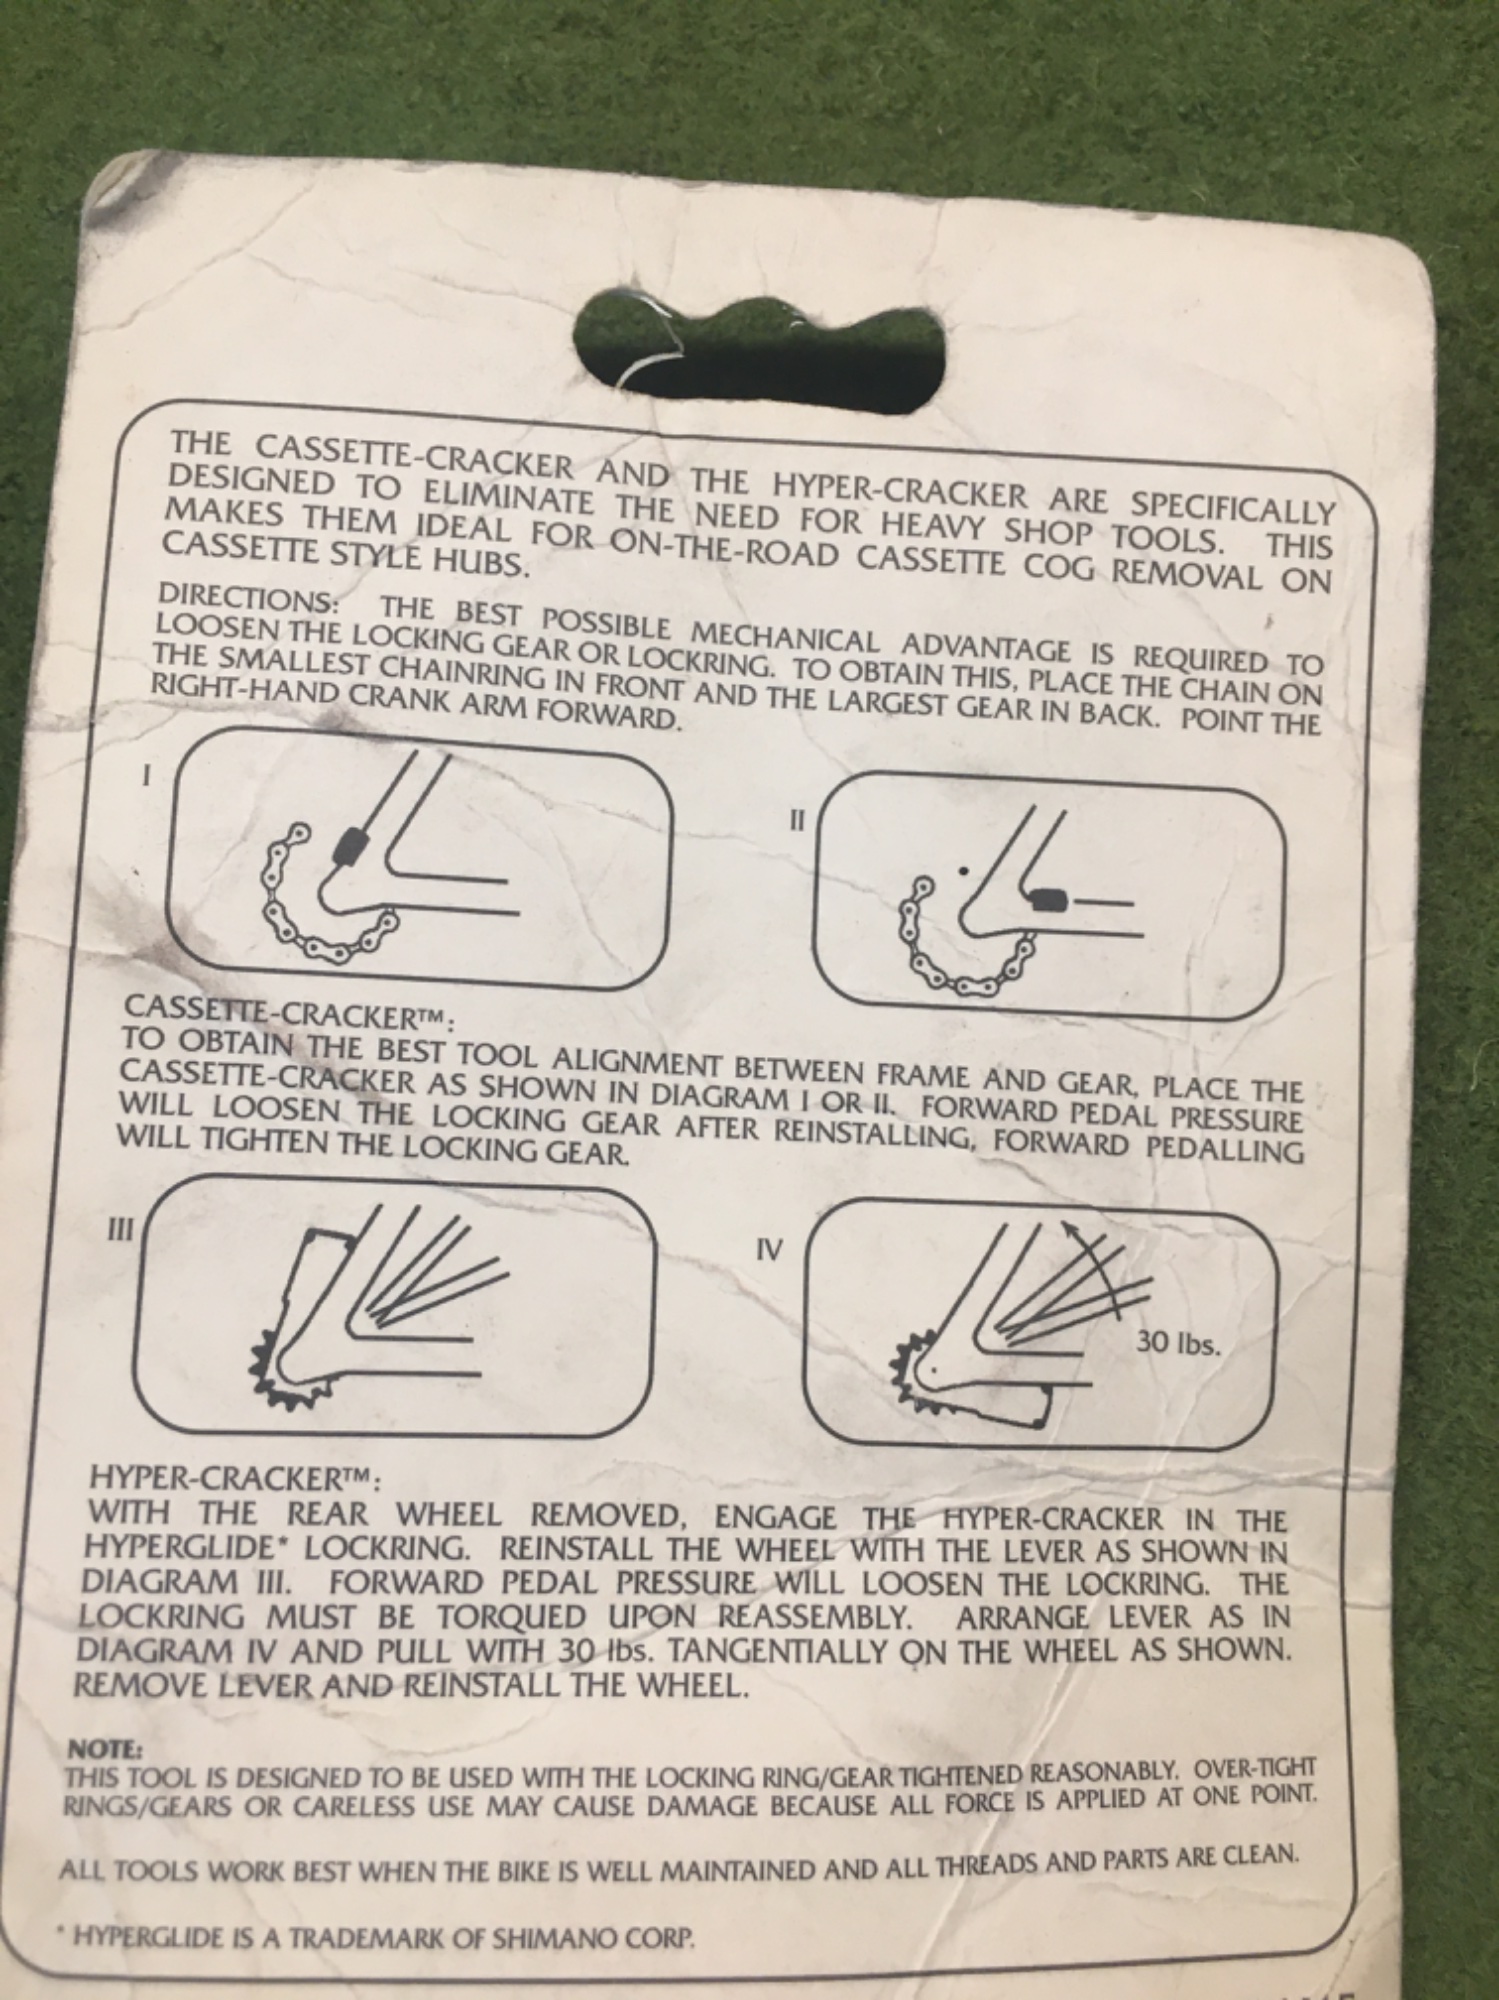 THE CASSETTE-CRACKER AND THE HYPER-CRACKER ARE SPECIFICALLY
DESIGNED TO ELIMINATE THE NEED FOR HEAVY SHOP TOOLS. THIS
MAKES THEM IDEAL FOR ON-THE-ROAD CASSETTE COG REMOVAL ON
CASSETTE STYLE HUBS.
DIRECTIONS: THE BEST POSSIBLE MECHANICAL ADVANTAGE IS REQUIRED TO
LOOSEN THE LOCKING GEAR OR LOCKRING. TO OBTAIN THIS, PLACE THE CHAIN ON
THE SMALLEST CHAINRING IN FRONT AND THE LARGEST GEAR IN BACK. POINT THE
RIGHT-HAND CRANK ARM FORWARD.
I
II
CASSETTE-CRACKER™:
TO OBTAIN THE BEST TOOL ALIGNMENT BETWEEN FRAME AND GEAR, PLACE THE
CASSETTE-CRACKER AS SHOWN IN DIAGRAM I OR II. FORWARD PEDAL PRESSURE
WILL LOOSEN THE LOCKING GEAR AFTER REINSTALLING, FORWARD PEDALLING
WILL TIGHTEN THE LOCKING GEAR.
III
IV
30 lbs.
HYPER-CRACKER™:
WITH THE REAR WHEEL REMOVED, ENGAGE THE HYPER-CRACKER IN THE
HYPERGLIDE* LOCKRING. REINSTALL THE WHEEL WITH THE LEVER AS SHOWN IN
DIAGRAM III. FORWARD PEDAL PRESSURE WILL LOOSEN THE LOCKRING. THE
LOCKRING MUST BE TORQUED UPON REASSEMBLY. ARRANGE LEVER AS IN
DIAGRAM IV AND PULL WITH 30 lbs. TANGENTIALLY ON THE WHEEL AS SHOWN.
REMOVE LEVER AND REINSTALL THE WHEEL.
NOTE:
THIS TOOL IS DESIGNED TO BE USED WITH THE LOCKING RING/GEAR TIGHTENED REASONABLY. OVER-TIGHT
RINGS/GEARS OR CARELESS USE MAY CAUSE DAMAGE BECAUSE ALL FORCE IS APPLIED AT ONE POINT.
ALL TOOLS WORK BEST WHEN THE BIKE IS WELL MAINTAINED AND ALL THREADS AND PARTS ARE CLEAN.
* HYPERGLIDE IS A TRADEMARK OF SHIMANO CORP.